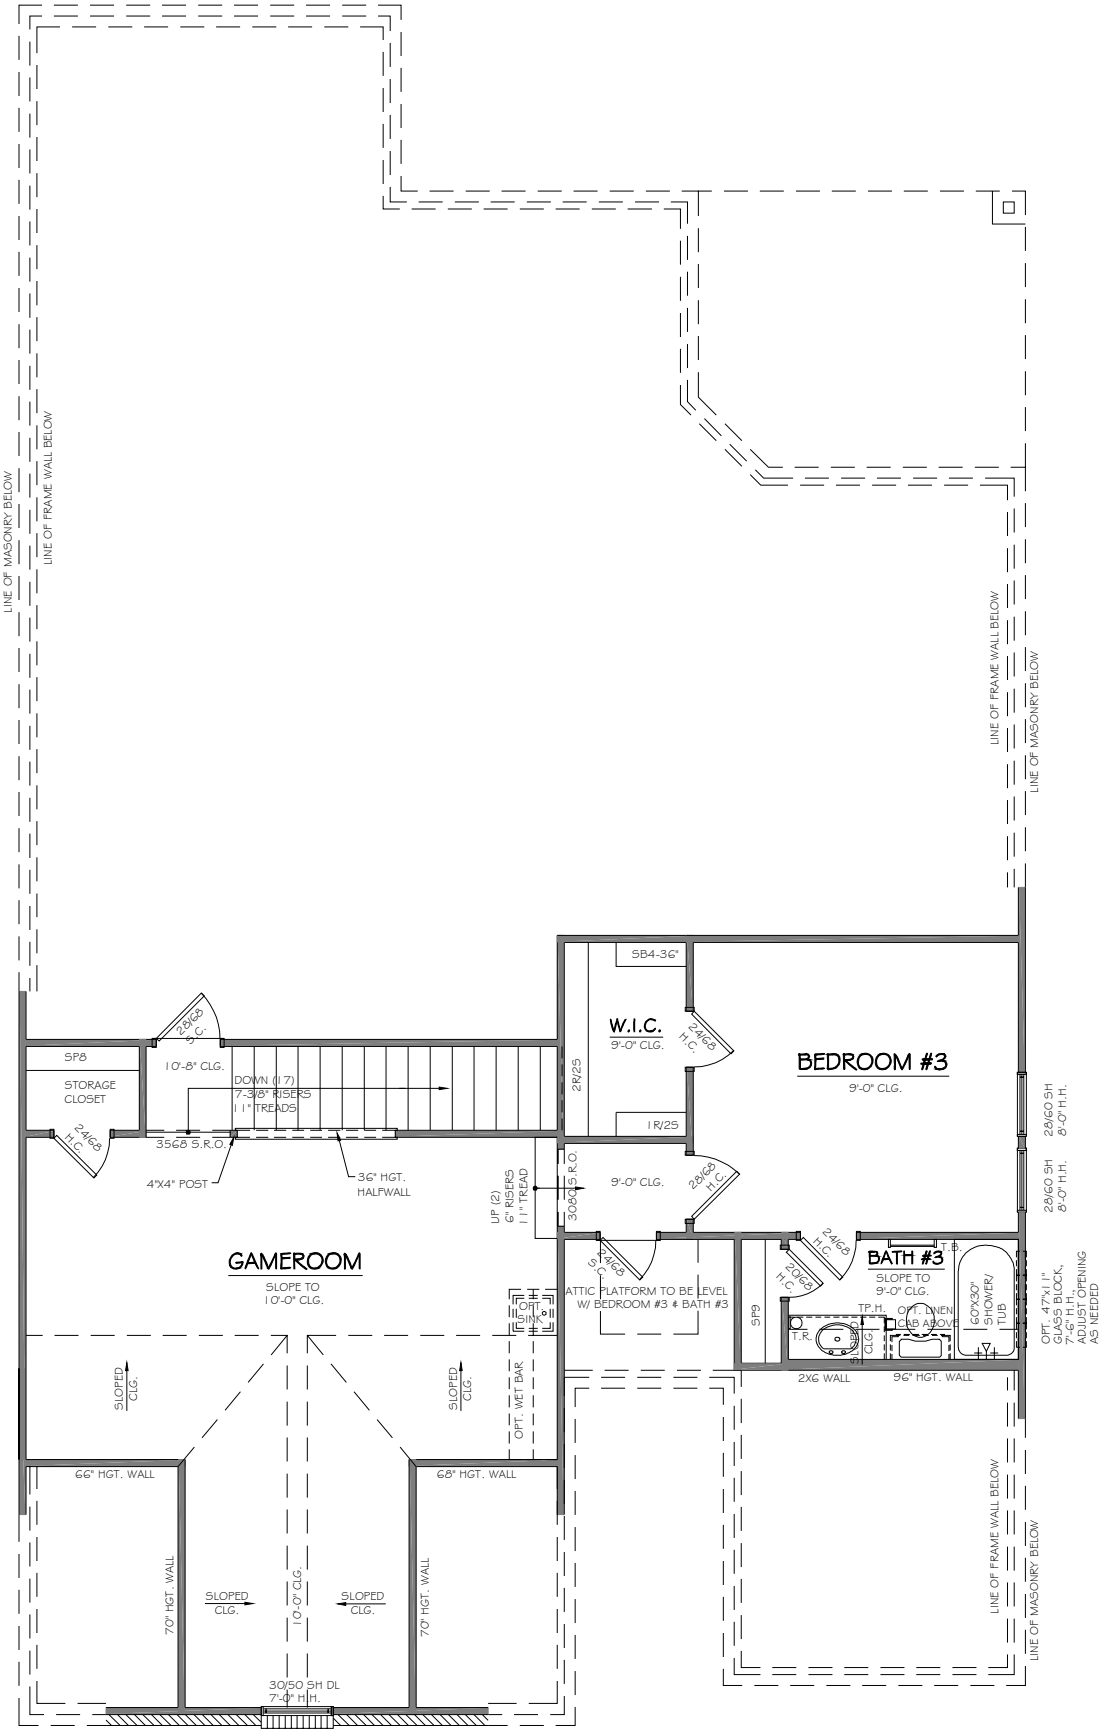 LINE OF MASONRY BELOW
LINE OF FRAME WALL BELOW
LINE OF FRAME WALL BELOW
LINE OF MASONRY BELOW
SB4-36"
W.I.C.
9'-0" CLG.
2R/2S
1R/2S
24/68
H.C.
BEDROOM #3
9'-0" CLG.
28/60 SH
8'-0" H.H.
28/60 SH
8'-0" H.H.
28/68
S.C.
SP8
STORAGE
CLOSET
24/68
H.C.
10'-8" CLG.
DOWN (17)
7-3/8" RISERS
11" TREADS
3568 S.R.O.
4"X4" POST
36" HGT.
HALFWALL
UP (2)
6" RISERS
11" TREAD
3080 S.R.O.
9'-0" CLG.
28/68
H.C.
24/68
S.C.
ATTIC PLATFORM TO BE LEVEL
W/ BEDROOM #3 & BATH #3
GAMEROOM
SLOPE TO
10'-0" CLG.
OPT.
SINK
OPT. WET BAR
SLOPED
CLG.
SLOPED
CLG.
20/68
H.C.
24/68
H.C.
SP9
BATH #3
SLOPE TO
9'-0" CLG.
T.B.
T.R.
TP.H.
SLOPED
CLG.
OPT. LINEN
CAB ABOVE
60"X30"
SHOWER/
TUB
OPT. 47"x11"
GLASS BLOCK,
7'-6" H.H.,
ADJUST OPENING
AS NEEDED
2X6 WALL
96" HGT. WALL
66" HGT. WALL
68" HGT. WALL
70" HGT. WALL
70" HGT. WALL
SLOPED
CLG.
10'-0" CLG.
SLOPED
CLG.
30/50 SH DL
7'-0" H.H.
LINE OF FRAME WALL BELOW
LINE OF MASONRY BELOW